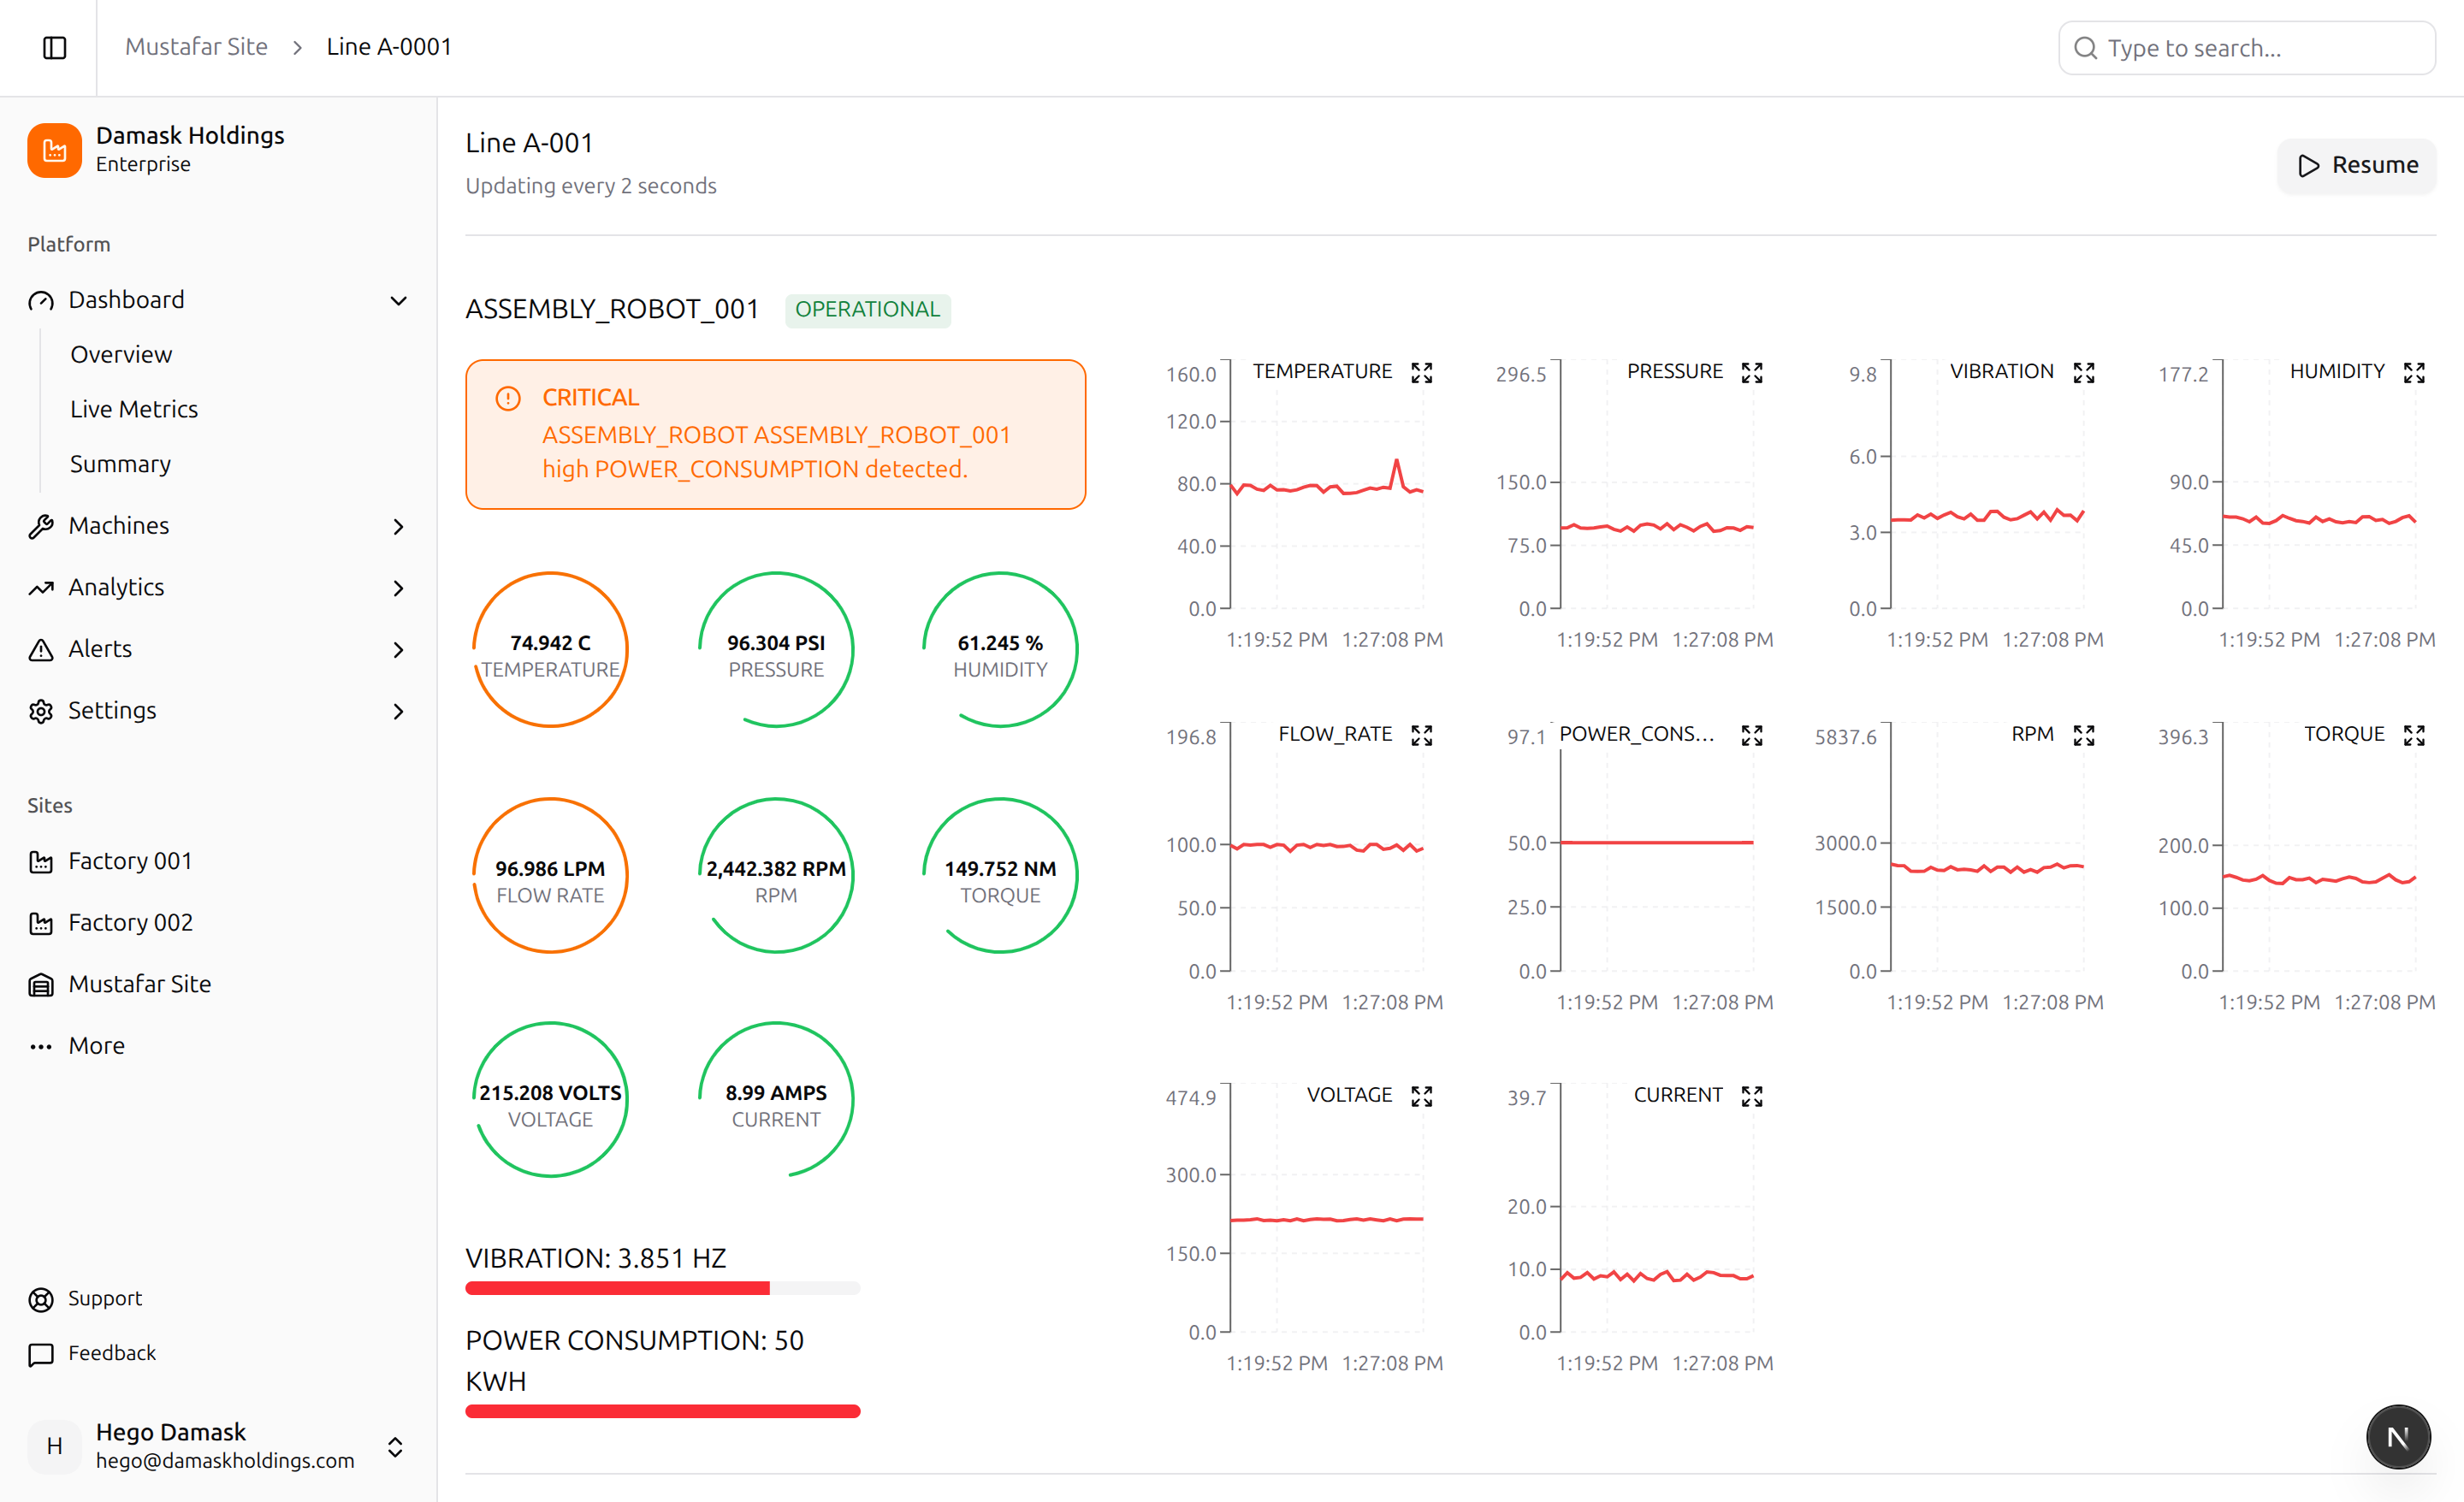 Mustafar Site
Line A-0001
Type to search...
Damask Holdings
Enterprise
Platform
Dashboard
Overview
Live Metrics
Summary
Machines
Analytics
Alerts
Settings
Sites
Factory 001
Factory 002
Mustafar Site
More
Support
Feedback
H
Hego Damask
hego@damaskholdings.com
Line A-001
Updating every 2 seconds
Resume
ASSEMBLY_ROBOT_001
OPERATIONAL
CRITICAL
ASSEMBLY_ROBOT ASSEMBLY_ROBOT_001
high POWER_CONSUMPTION detected.
74.942 C
TEMPERATURE
96.304 PSI
PRESSURE
61.245 %
HUMIDITY
96.986 LPM
FLOW RATE
2,442.382 RPM
RPM
149.752 NM
TORQUE
215.208 VOLTS
VOLTAGE
8.99 AMPS
CURRENT
VIBRATION: 3.851 HZ
POWER CONSUMPTION: 50
KWH
TEMPERATURE
160.0
120.0
80.0
40.0
0.0
1:19:52 PM 1:27:08 PM
PRESSURE
296.5
150.0
75.0
0.0
1:19:52 PM 1:27:08 PM
VIBRATION
9.8
6.0
3.0
0.0
1:19:52 PM 1:27:08 PM
HUMIDITY
177.2
90.0
45.0
0.0
1:19:52 PM 1:27:08 PM
FLOW_RATE
196.8
100.0
50.0
0.0
1:19:52 PM 1:27:08 PM
POWER_CONS...
97.1
50.0
25.0
0.0
1:19:52 PM 1:27:08 PM
RPM
5837.6
3000.0
1500.0
0.0
1:19:52 PM 1:27:08 PM
TORQUE
396.3
200.0
100.0
0.0
1:19:52 PM 1:27:08 PM
VOLTAGE
474.9
300.0
150.0
0.0
1:19:52 PM 1:27:08 PM
CURRENT
39.7
20.0
10.0
0.0
1:19:52 PM 1:27:08 PM
N